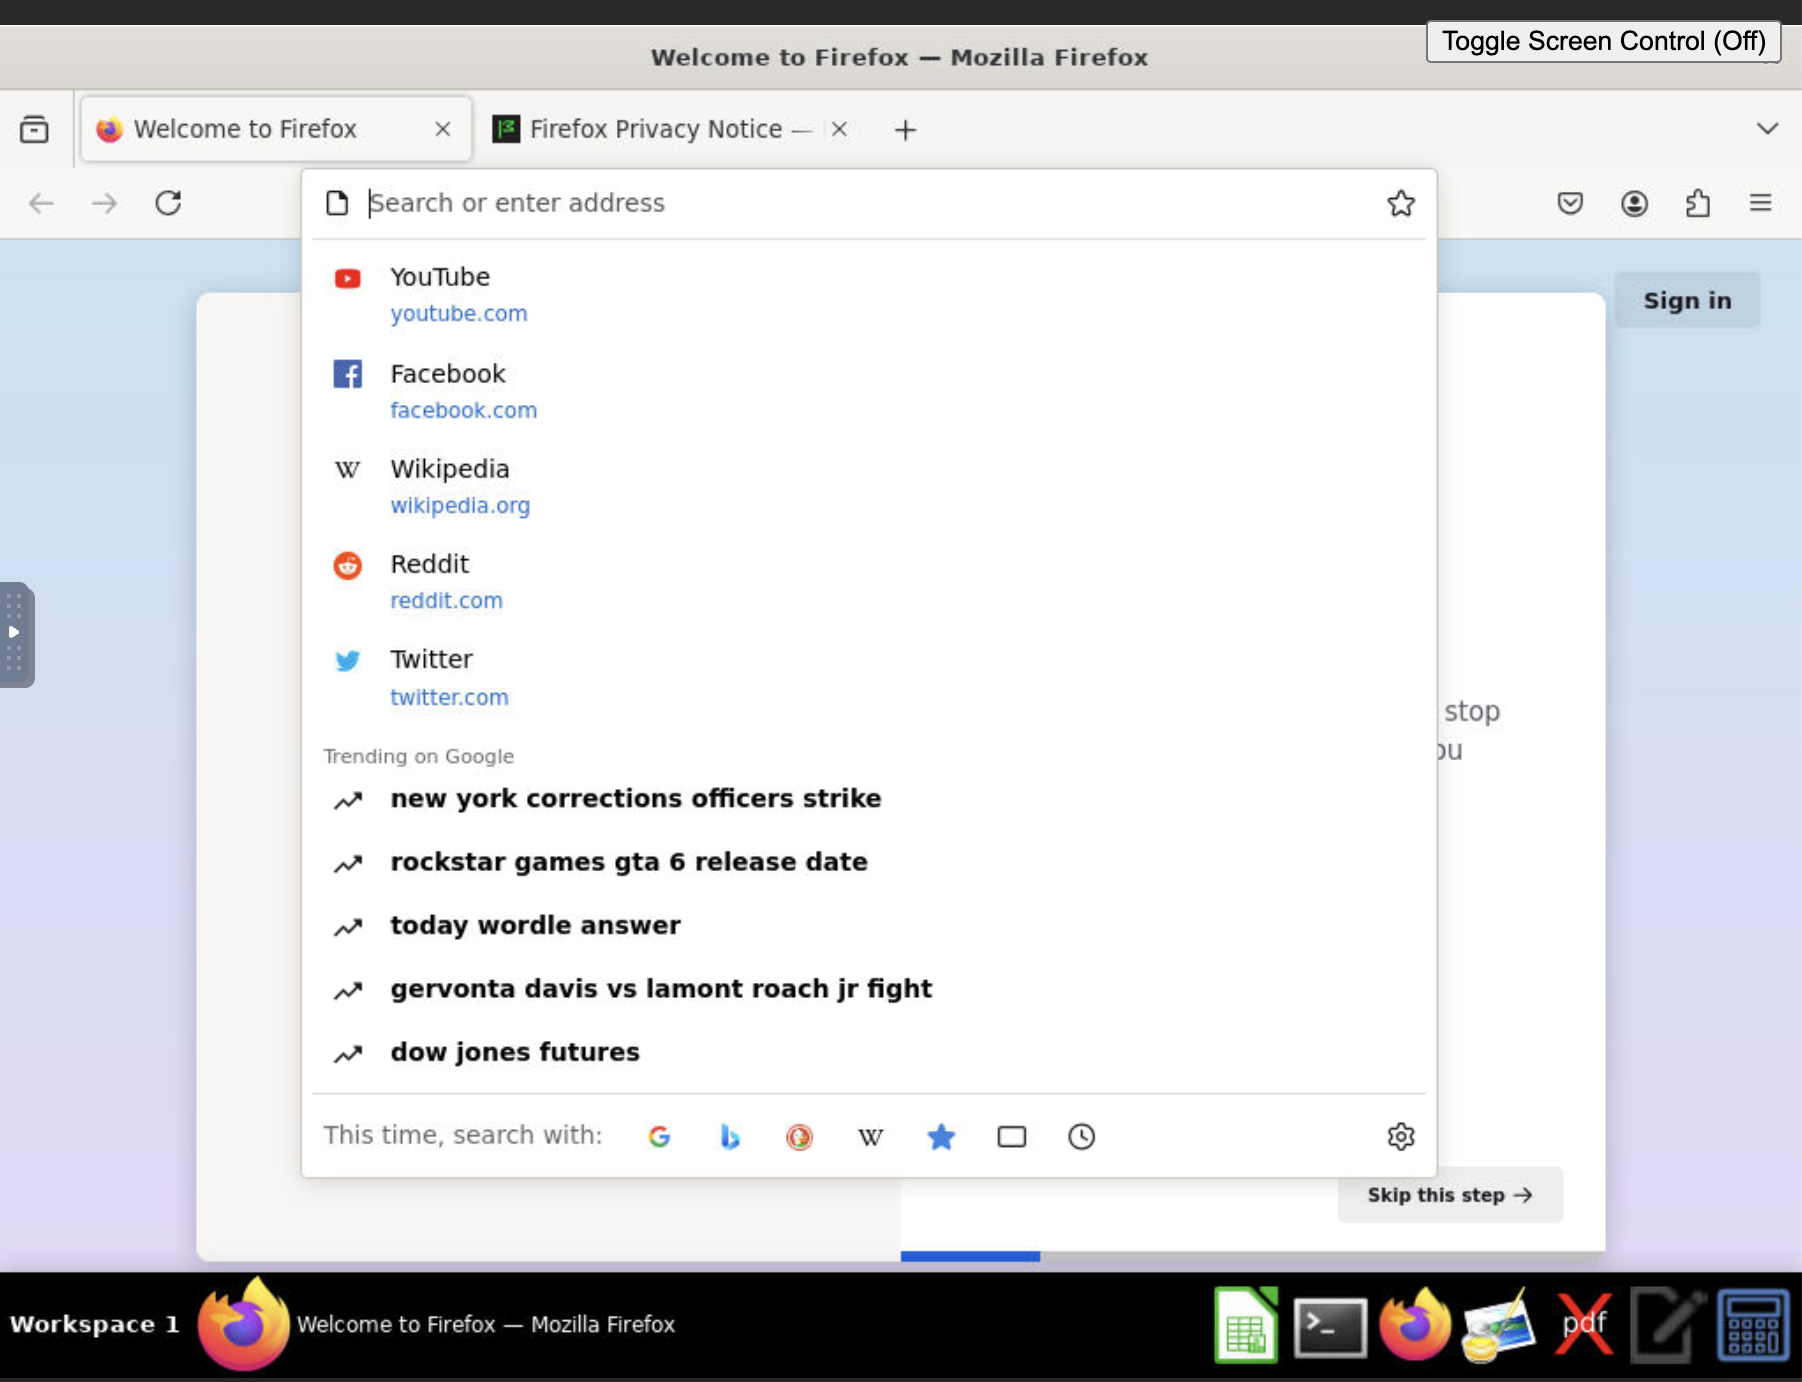 Welcome to Firefox — Mozilla Firefox
Toggle Screen Control (Off)
Welcome to Firefox
Firefox Privacy Notice —
Search or enter address
YouTube
youtube.com
Sign in
Facebook
facebook.com
W Wikipedia
wikipedia.org
Reddit
reddit.com
Twitter
twitter.com
stop
ou
Trending on Google
new york corrections officers strike
rockstar games gta 6 release date
today wordle answer
gervonta davis vs lamont roach jr fight
dow jones futures
This time, search with: G b W
Skip this step →
Workspace 1
Welcome to Firefox — Mozilla Firefox
>_
pdf